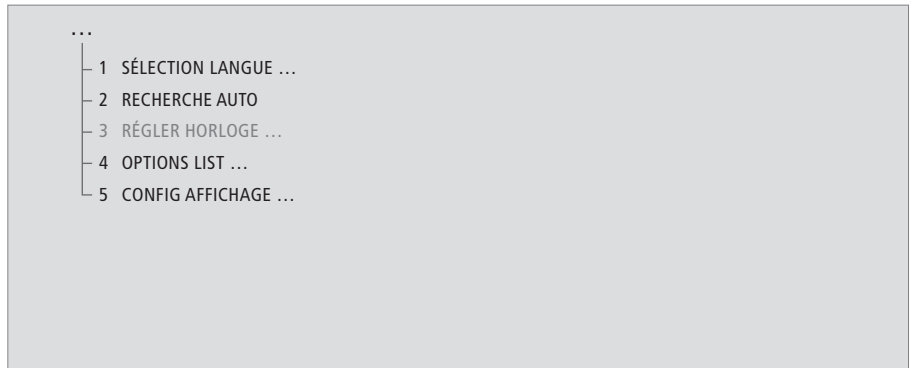 ...
1 SÉLECTION LANGUE ...
2 RECHERCHE AUTO
3 RÉGLER HORLOGE ...
4 OPTIONS LIST ...
5 CONFIG AFFICHAGE ...